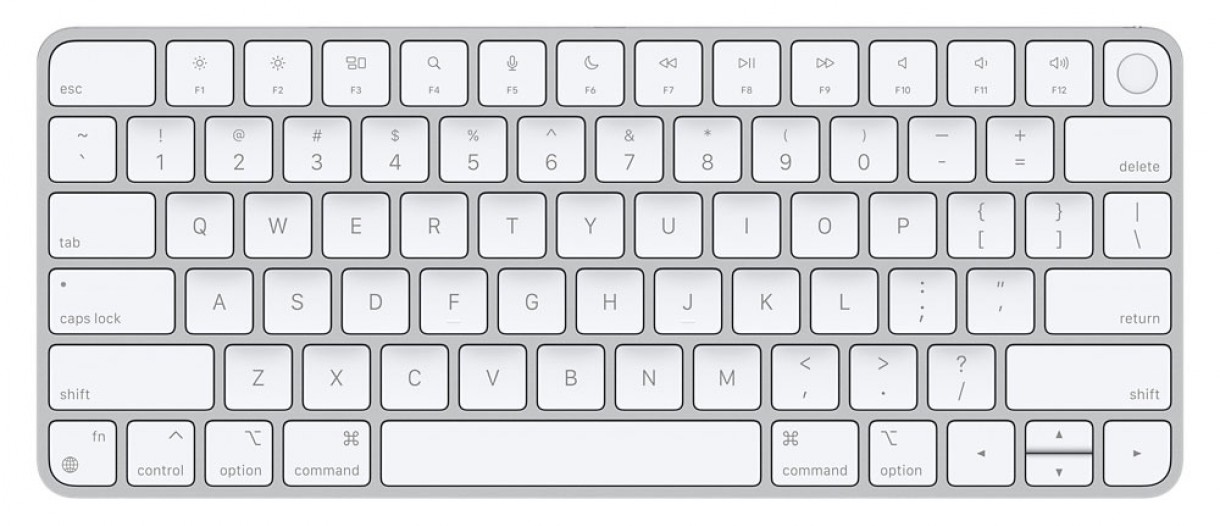 esc F1 F2 F3 F4 F5 F6 F7 F8 F9 F10 F11 F12
~ ! @ # $ % ^ & * ( ) — +
` 1 2 3 4 5 6 7 8 9 0 - = delete
tab Q W E R T Y U I O P { } |
[ ] \
caps lock A S D F G H J K L : "
; ' return
shift Z X C V B N M < > ? shift
, . /
fn ⌃ ⌥ ⌘ ⌘ ⌥
control option command command option